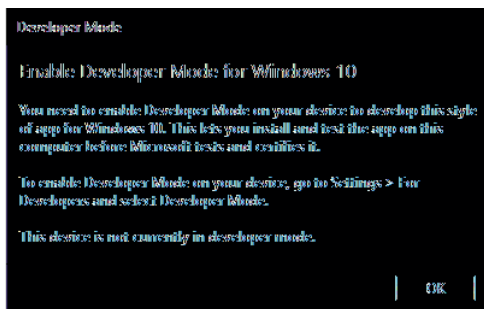 Developer Mode
Enable Developer Mode for Windows 10
You need to enable Developer Mode on your device to develop this style
of app for Windows 10. This lets you install and test the app on this
computer before Microsoft tests and certifies it.
To enable Developer Mode on your device, go to Settings > For
Developers and select Developer Mode.
This device is not currently in developer mode.
OK